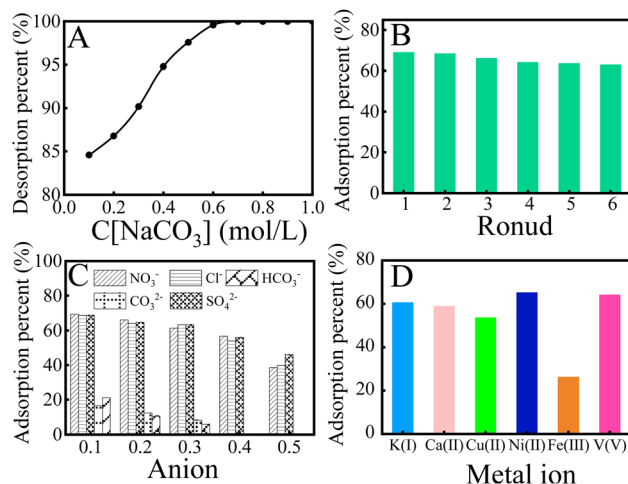 A
Desorption percent (%)
100
95
90
85
80
0.0 0.2 0.4 0.6 0.8 1.0
C[NaCO₃] (mol/L)
B
Adsorption percent (%)
80
60
40
20
0
1 2 3 4 5 6
Ronud
C
Adsorption percent (%)
100
80
60
40
20
0
NO₃⁻ Cl⁻ HCO₃⁻
CO₃²⁻ SO₄²⁻
0.1 0.2 0.3 0.4 0.5
Anion
D
Adsorption percent (%)
80
60
40
20
0
K(I) Ca(II) Cu(II) Ni(II) Fe(III) V(V)
Metal ion